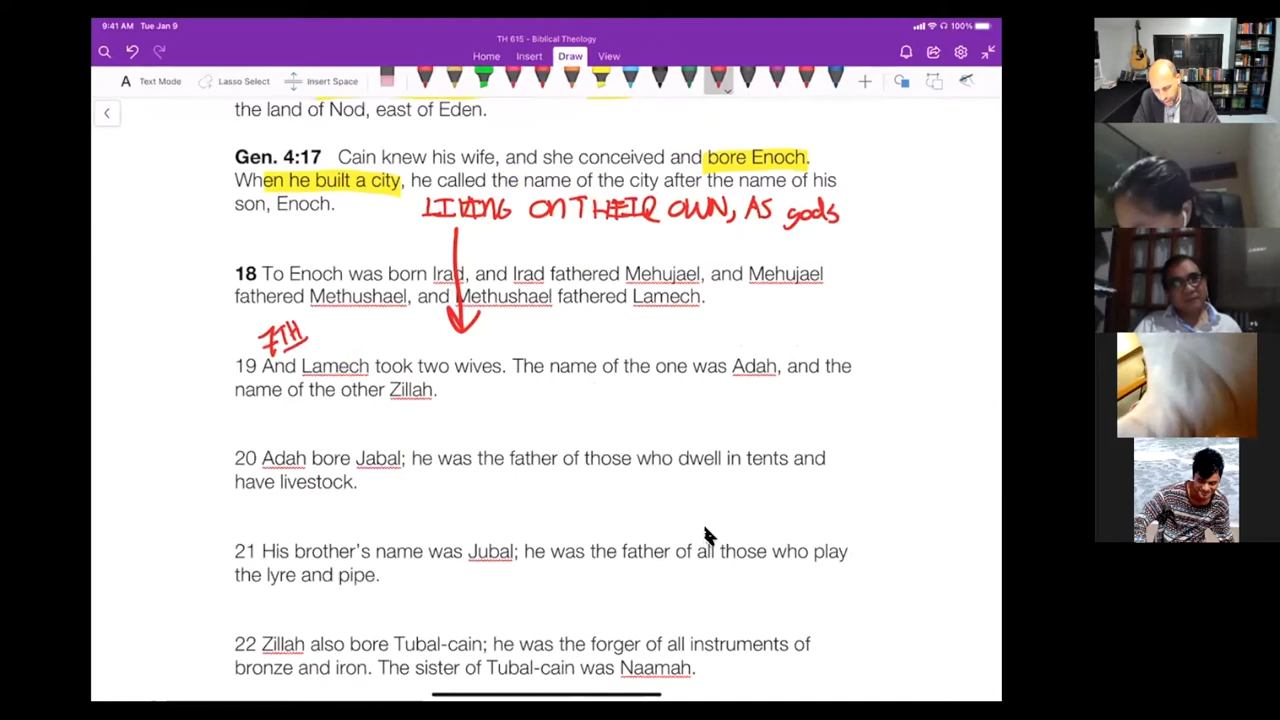 9:41 AM Tue Jan 9
100%
TH 615 - Biblical Theology
Home Insert Draw View
A Text Mode Lasso Select Insert Space
the land of Nod, east of Eden.
Gen. 4:17 Cain knew his wife, and she conceived and bore Enoch.
When he built a city, he called the name of the city after the name of his
son, Enoch.
LIVING ON THEIR OWN, AS gods
18 To Enoch was born Irad, and Irad fathered Mehujael, and Mehujael
fathered Methushael, and Methushael fathered Lamech.
7TH
19 And Lamech took two wives. The name of the one was Adah, and the
name of the other Zillah.
20 Adah bore Jabal; he was the father of those who dwell in tents and
have livestock.
21 His brother's name was Jubal; he was the father of all those who play
the lyre and pipe.
22 Zillah also bore Tubal-cain; he was the forger of all instruments of
bronze and iron. The sister of Tubal-cain was Naamah.